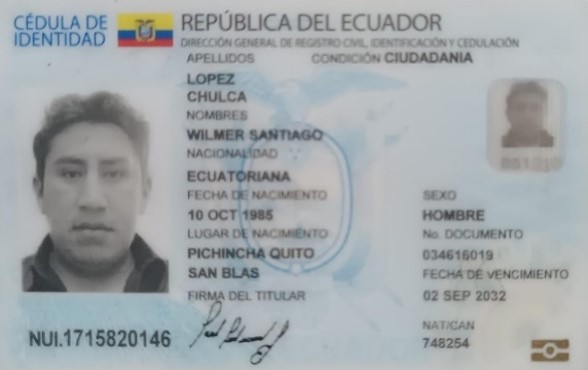 CÉDULA DE
IDENTIDAD
REPÚBLICA DEL ECUADOR
DIRECCIÓN GENERAL DE REGISTRO CIVIL, IDENTIFICACIÓN Y CEDULACIÓN
APELLIDOS
CONDICIÓN CIUDADANIA
LOPEZ
CHULCA
NOMBRES
WILMER SANTIAGO
NACIONALIDAD
ECUATORIANA
FECHA DE NACIMIENTO
SEXO
10 OCT 1985
HOMBRE
LUGAR DE NACIMIENTO
No. DOCUMENTO
PICHINCHA QUITO
034616019
SAN BLAS
FECHA DE VENCIMIENTO
FIRMA DEL TITULAR
02 SEP 2032
NUI.1715820146
NAT/CAN
748254